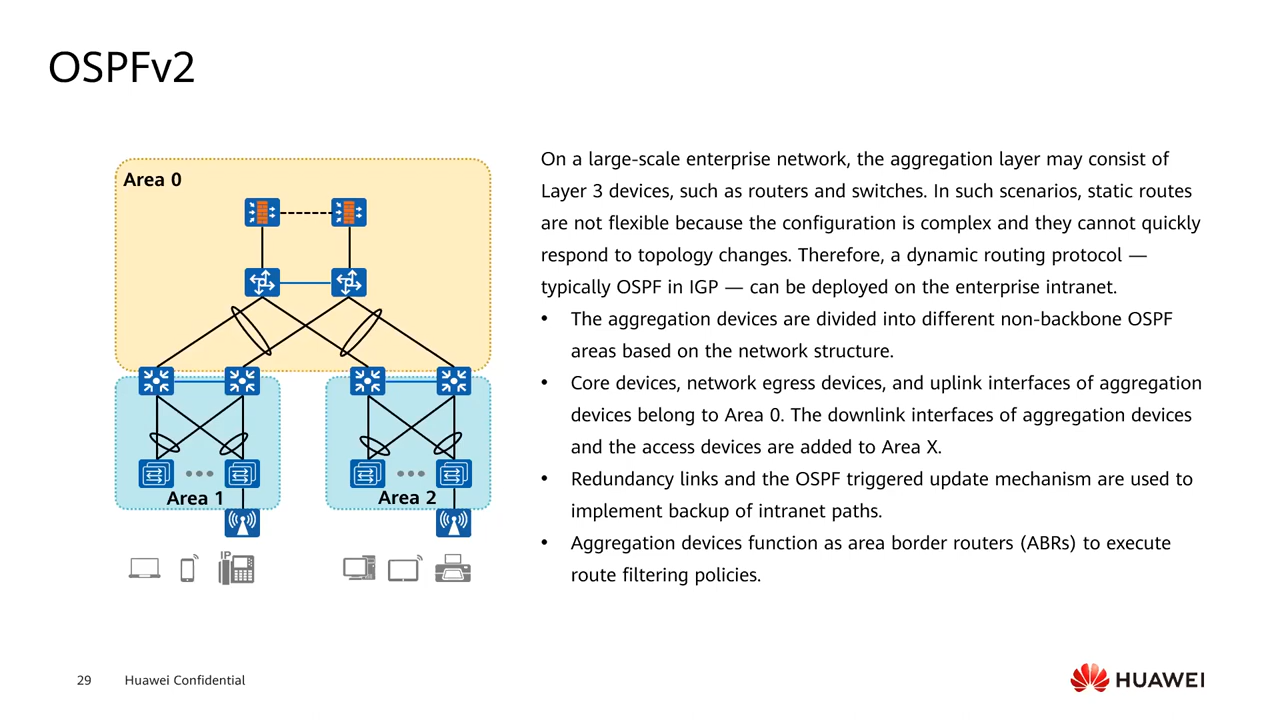 OSPFv2
Area 0
IP
Area 1
Area 2
On a large-scale enterprise network, the aggregation layer may consist of
Layer 3 devices, such as routers and switches. In such scenarios, static routes
are not flexible because the configuration is complex and they cannot quickly
respond to topology changes. Therefore, a dynamic routing protocol —
typically OSPF in IGP — can be deployed on the enterprise intranet.
• The aggregation devices are divided into different non-backbone OSPF
areas based on the network structure.
• Core devices, network egress devices, and uplink interfaces of aggregation
devices belong to Area 0. The downlink interfaces of aggregation devices
and the access devices are added to Area X.
• Redundancy links and the OSPF triggered update mechanism are used to
implement backup of intranet paths.
• Aggregation devices function as area border routers (ABRs) to execute
route filtering policies.
29 Huawei Confidential
HUAWEI